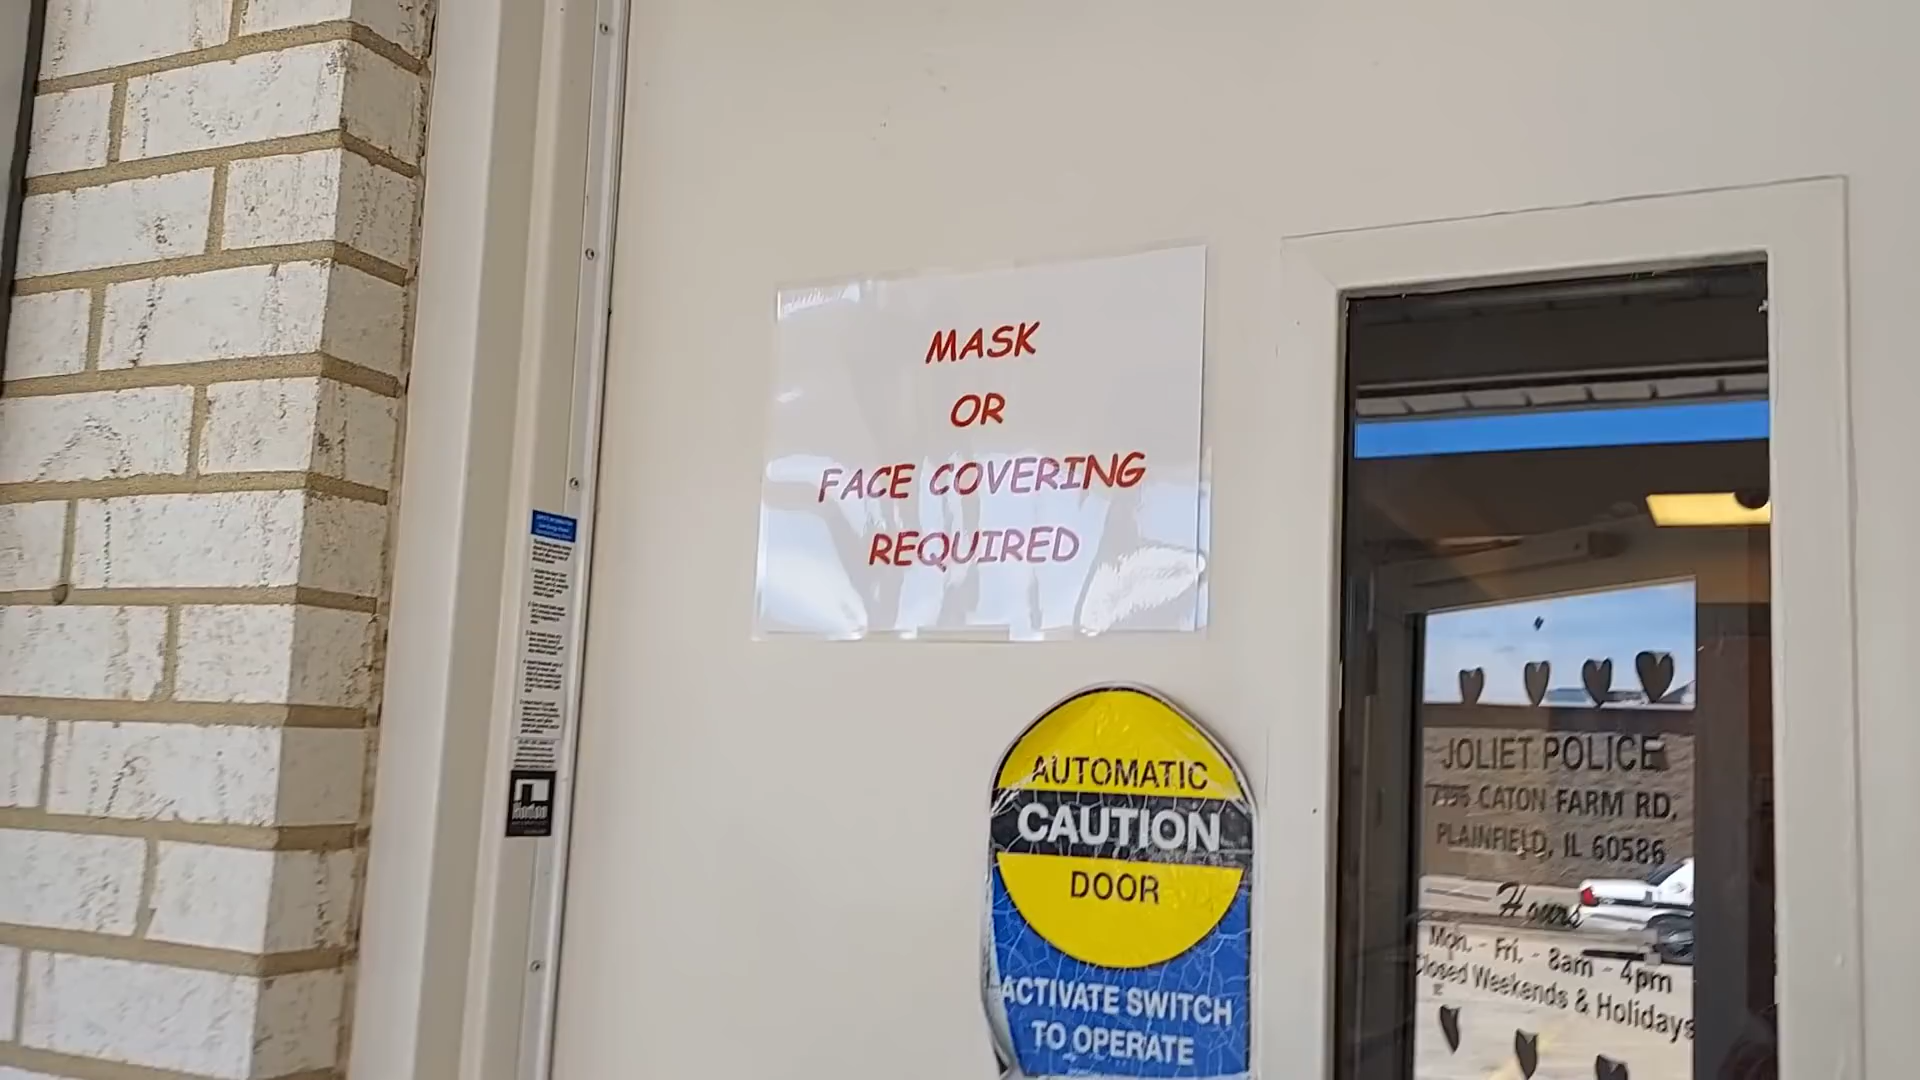 MASK
OR
FACE COVERING
REQUIRED
AUTOMATIC
CAUTION
DOOR
ACTIVATE SWITCH
TO OPERATE
JOLIET POLICE
CATON FARM RD.
PLAINFIELD, IL 60586
Hours
Mon. - Fri. - 8am - 4pm
Closed Weekends & Holidays